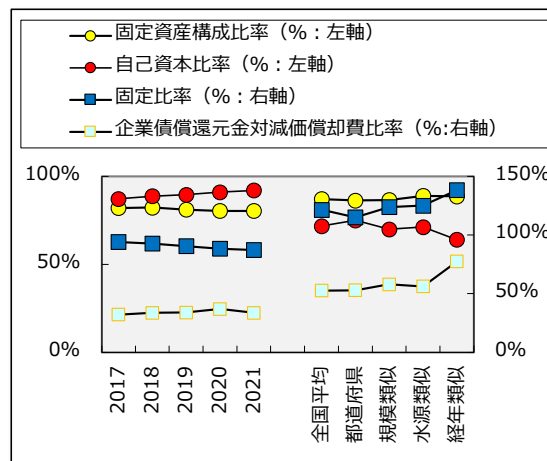 固定資産構成比率（%：左軸）
自己資本比率（%：左軸）
固定比率（%：右軸）
企業債償還元金対減価償却費比率（%:右軸）
100%
150%
100%
50%
50%
0%
0%
2017
2018
2019
2020
2021
全国平均
都道府県
規模類似
水源類似
経年類似